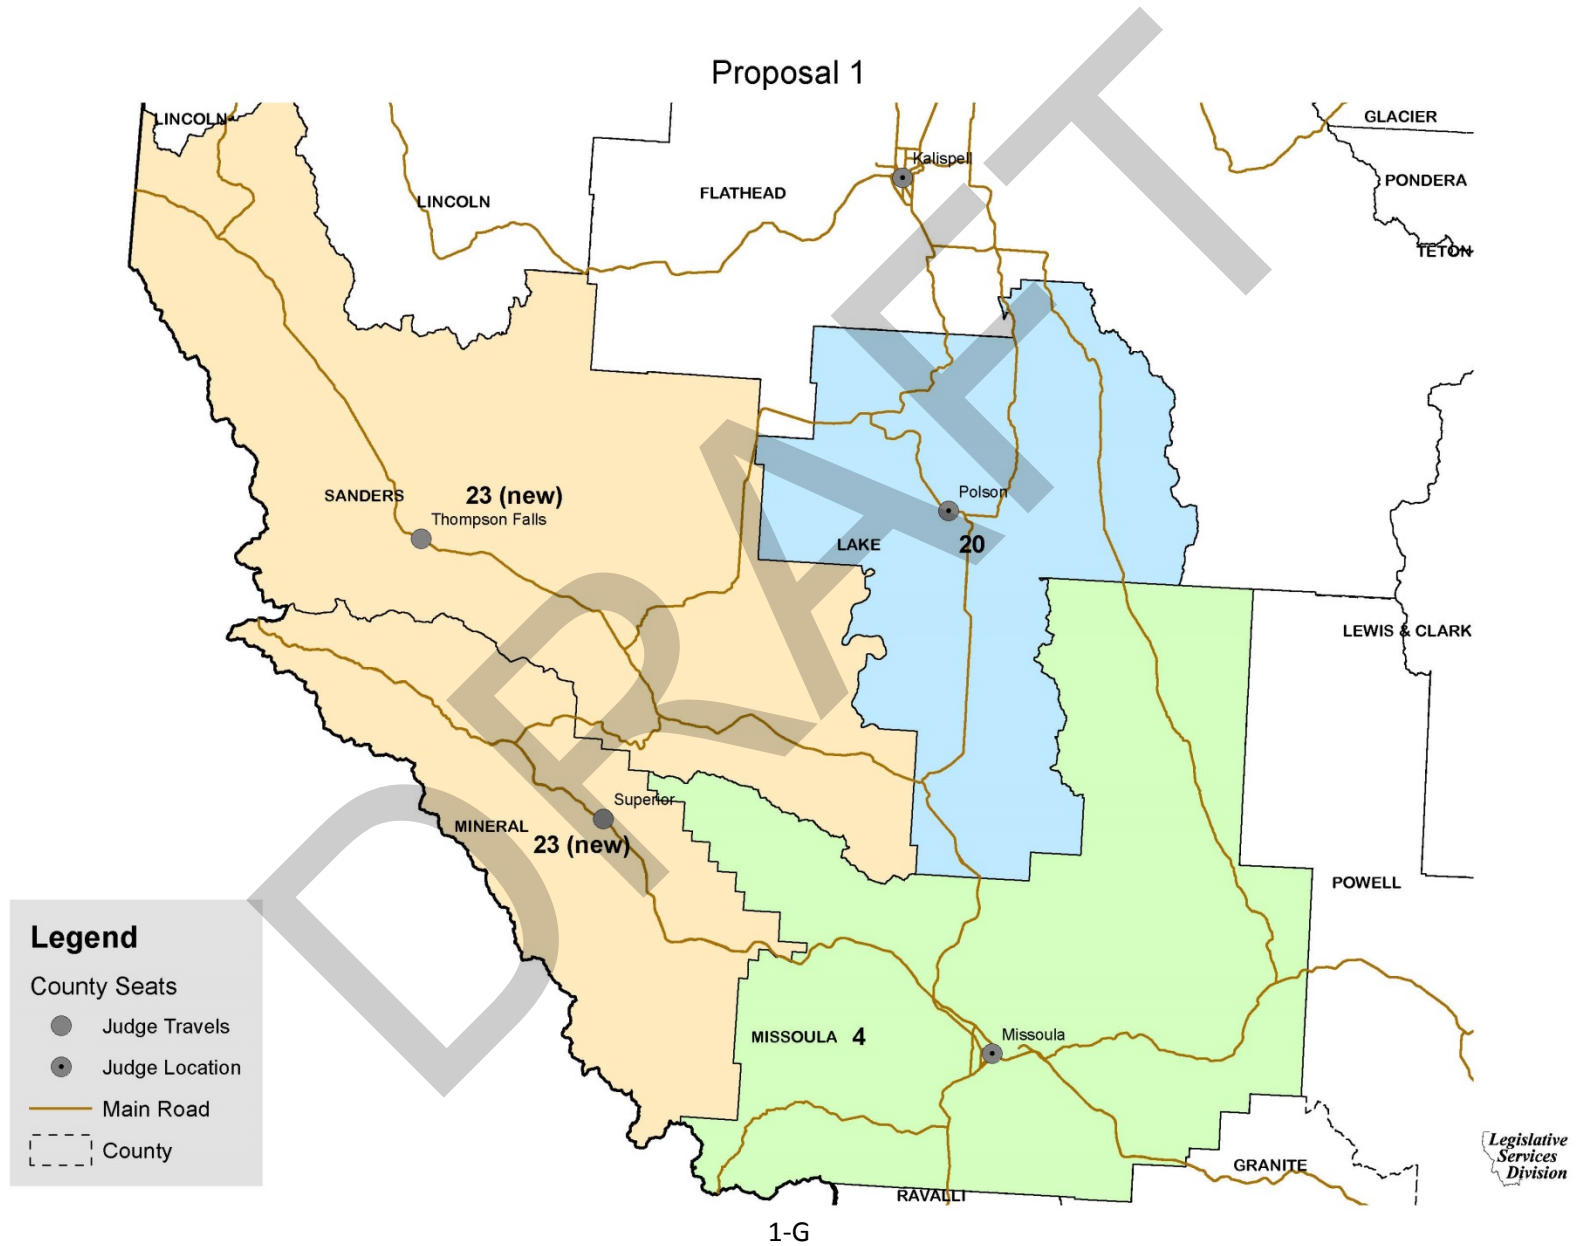 Proposal 1
LINCOLN
GLACIER
Kalispell
PONDERA
FLATHEAD
LINCOLN
TETON
SANDERS
23 (new)
Thompson Falls
Polson
LAKE
20
LEWIS & CLARK
Superior
MINERAL
23 (new)
POWELL
MISSOULA 4
Missoula
GRANITE
RAVALLI
DRAFT
Legend
County Seats
Judge Travels
Judge Location
Main Road
County
Legislative
Services
Division
1-G